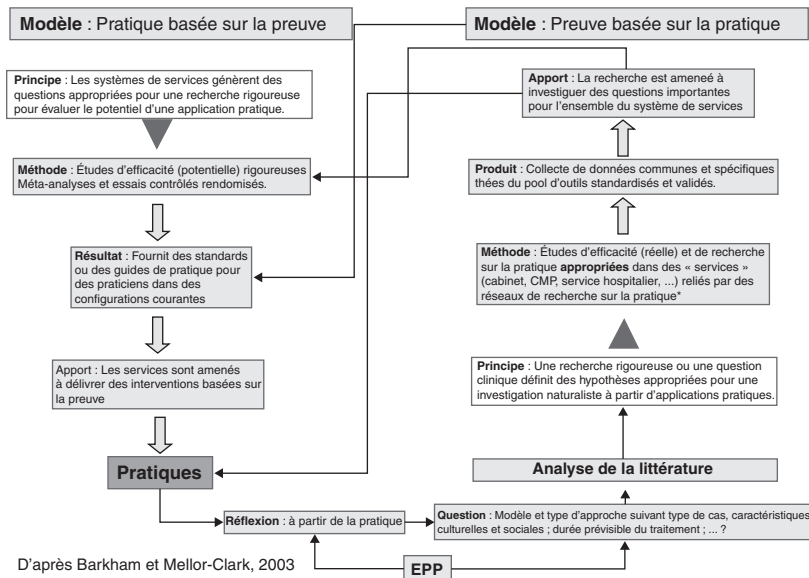 Modèle : Pratique basée sur la preuve
Principe : Les systèmes de services génèrent des
questions appropriées pour une recherche rigoureuse
pour évaluer le potentiel d'une application pratique.
Méthode : Études d'efficacité (potentielle) rigoureuses
Méta-analyses et essais contrôlés rendomisés.
Résultat : Fournit des standards
ou des guides de pratique pour
des praticiens dans des
configurations courantes
Apport : Les services sont amenés
à délivrer des interventions basées sur
la preuve
Pratiques
Réflexion : à partir de la pratique
Modèle : Preuve basée sur la pratique
Apport : La recherche est ameneé à
investiguer des questions importantes
pour l'ensemble du système de services
Produit : Collecte de données communes et spécifiques
thées du pool d'outils standardisés et validés.
Méthode : Études d'efficacité (réelle) et de recherche
sur la pratique appropriées dans des « services »
(cabinet, CMP, service hospitalier, ...) reliés par des
réseaux de recherche sur la pratique*
Principe : Une recherche rigoureuse ou une question
clinique définit des hypothèses appropriées pour une
investigation naturaliste à partir d'applications pratiques.
Analyse de la littérature
Question : Modèle et type d'approche suivant type de cas, caractéristiques
culturelles et sociales ; durée prévisible du traitement ; ... ?
EPP
D'après Barkham et Mellor-Clark, 2003